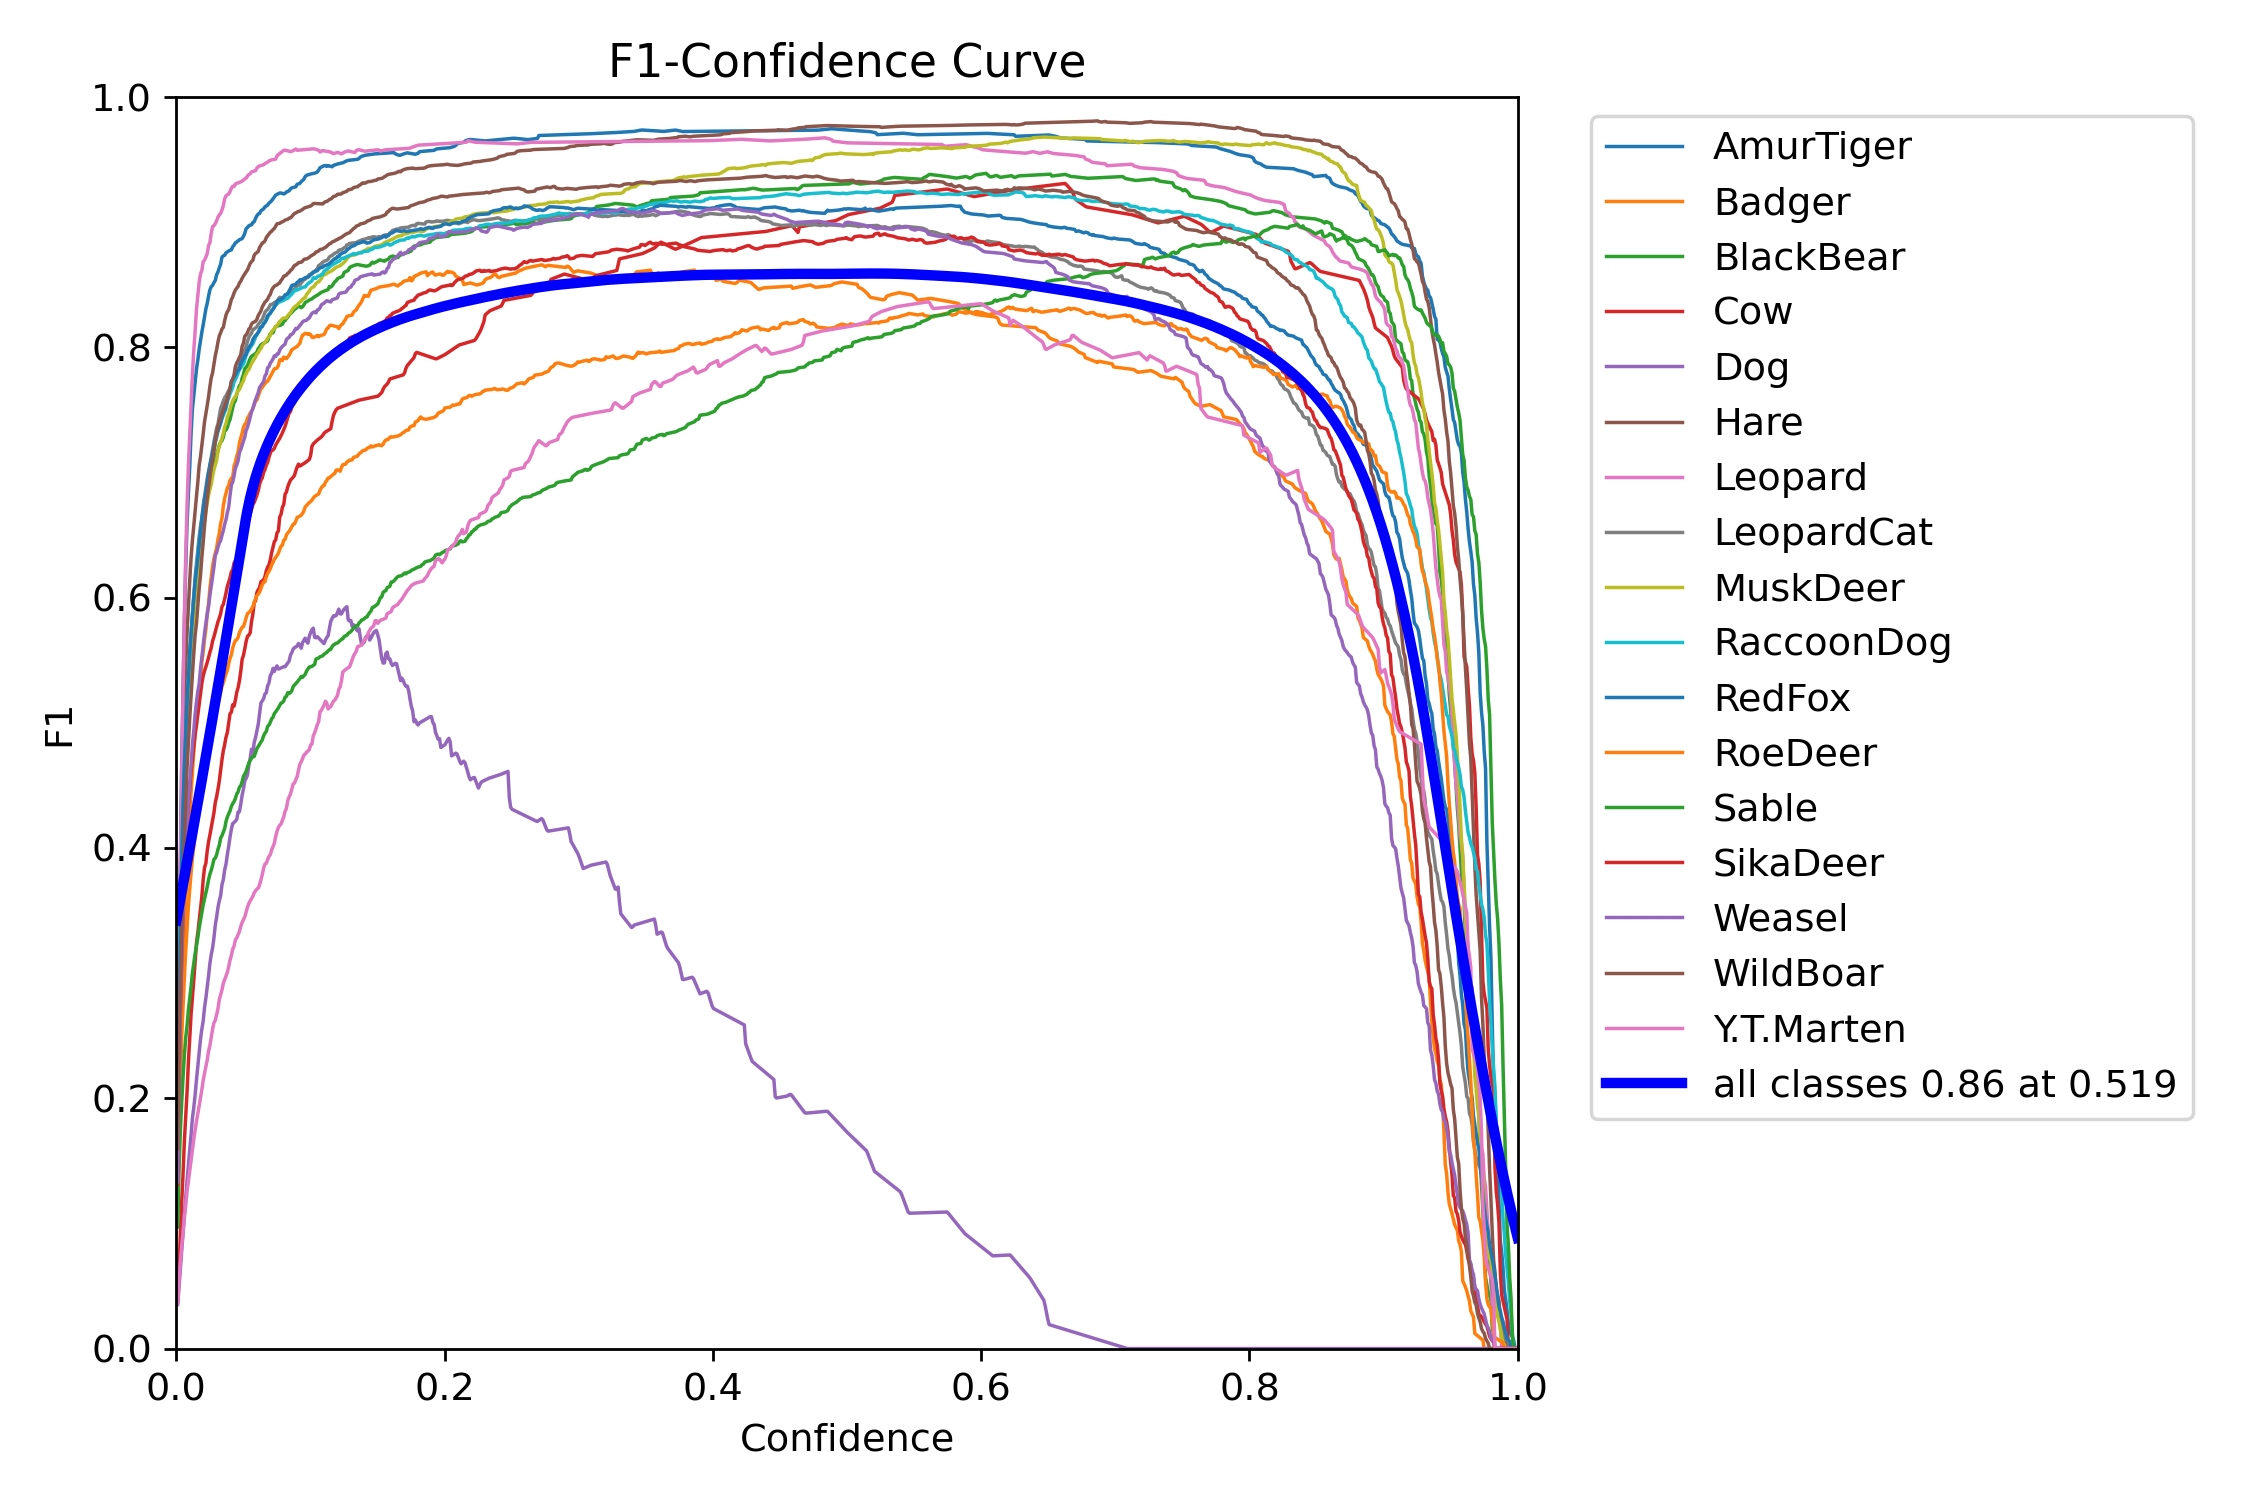 F1-Confidence Curve
1.0
0.8
0.6
0.4
0.2
0.0
F1
0.0 0.2 0.4 0.6 0.8 1.0
Confidence
AmurTiger
Badger
BlackBear
Cow
Dog
Hare
Leopard
LeopardCat
MuskDeer
RaccoonDog
RedFox
RoeDeer
Sable
SikaDeer
Weasel
WildBoar
Y.T.Marten
all classes 0.86 at 0.519